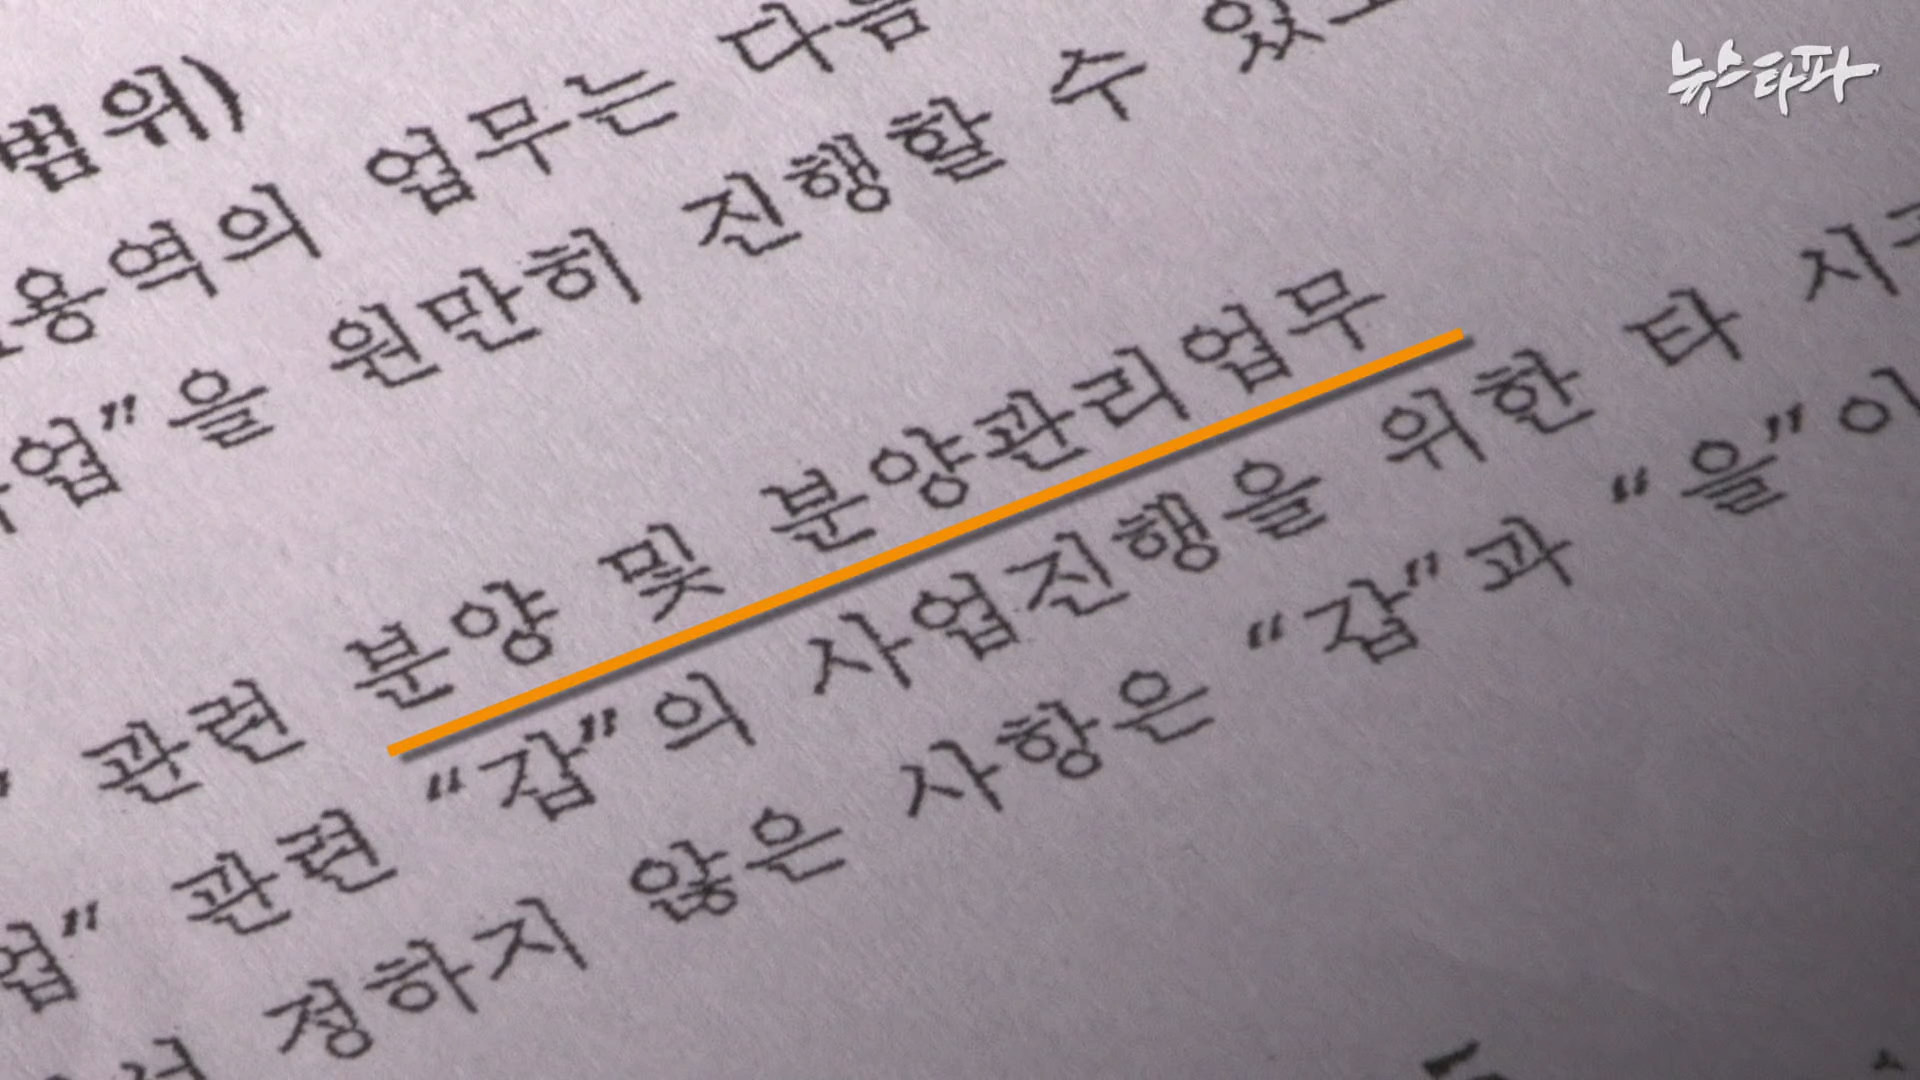 뉴스타파
범위)
용역의 업무는 다음
업"을 원만히 진행할 수 있
관련 분양 및 분양관리업무
업" 관련 "갑"의 사업진행을 위한 타
정하지 않은 사항은 "갑"과 "을"이